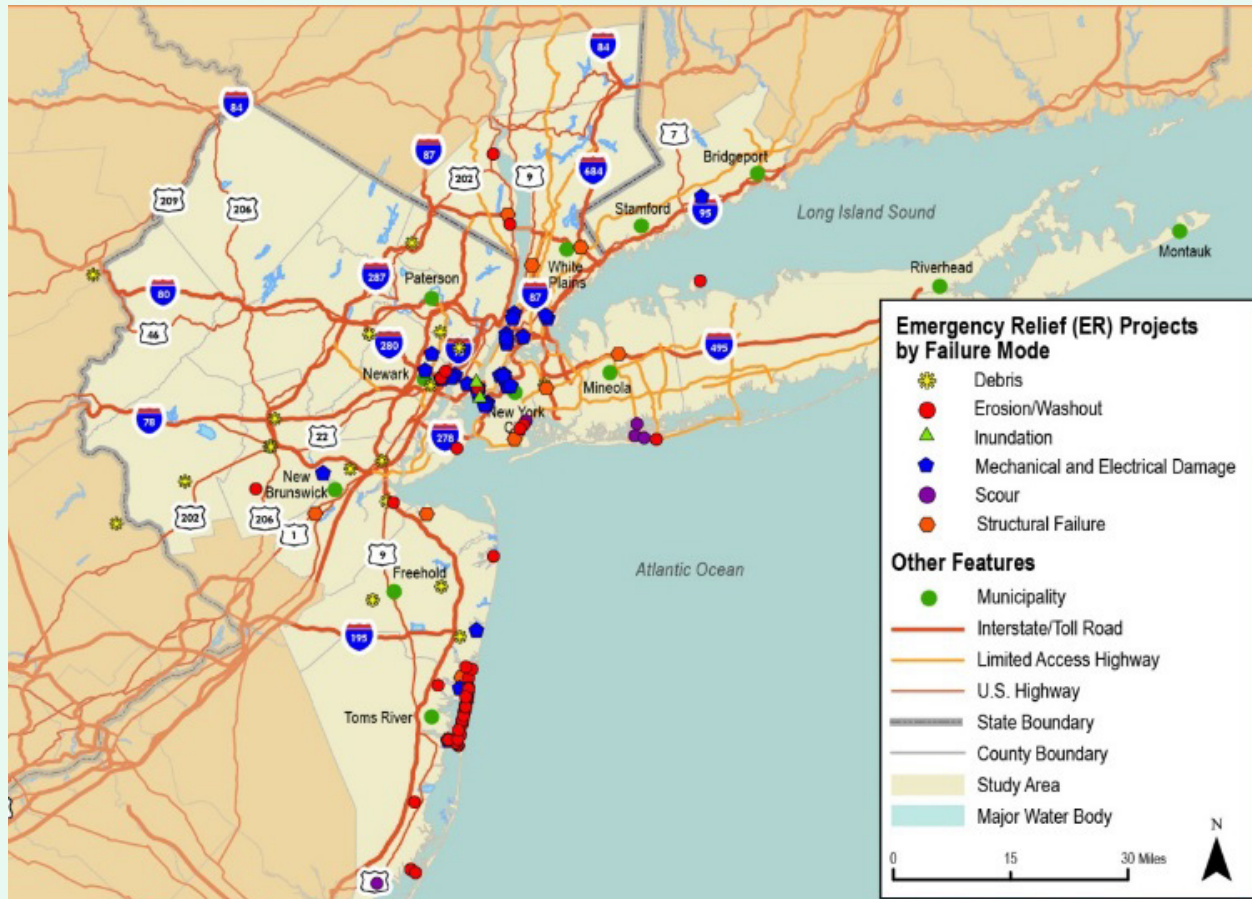 84
84
87
202
9
684
7
Bridgeport
209
206
Stamford
95
Long Island Sound
Montauk
White
Plains
Riverhead
287
Paterson
80
87
46
280
495
Newark
Mineola
New York
78
22
278
New
Brunswick
202
206
1
9
Freehold
Atlantic Ocean
195
Toms River
Emergency Relief (ER) Projects
by Failure Mode
Debris
Erosion/Washout
Inundation
Mechanical and Electrical Damage
Scour
Structural Failure
Other Features
Municipality
Interstate/Toll Road
Limited Access Highway
U.S. Highway
State Boundary
County Boundary
Study Area
Major Water Body
N
0 15 30 Miles